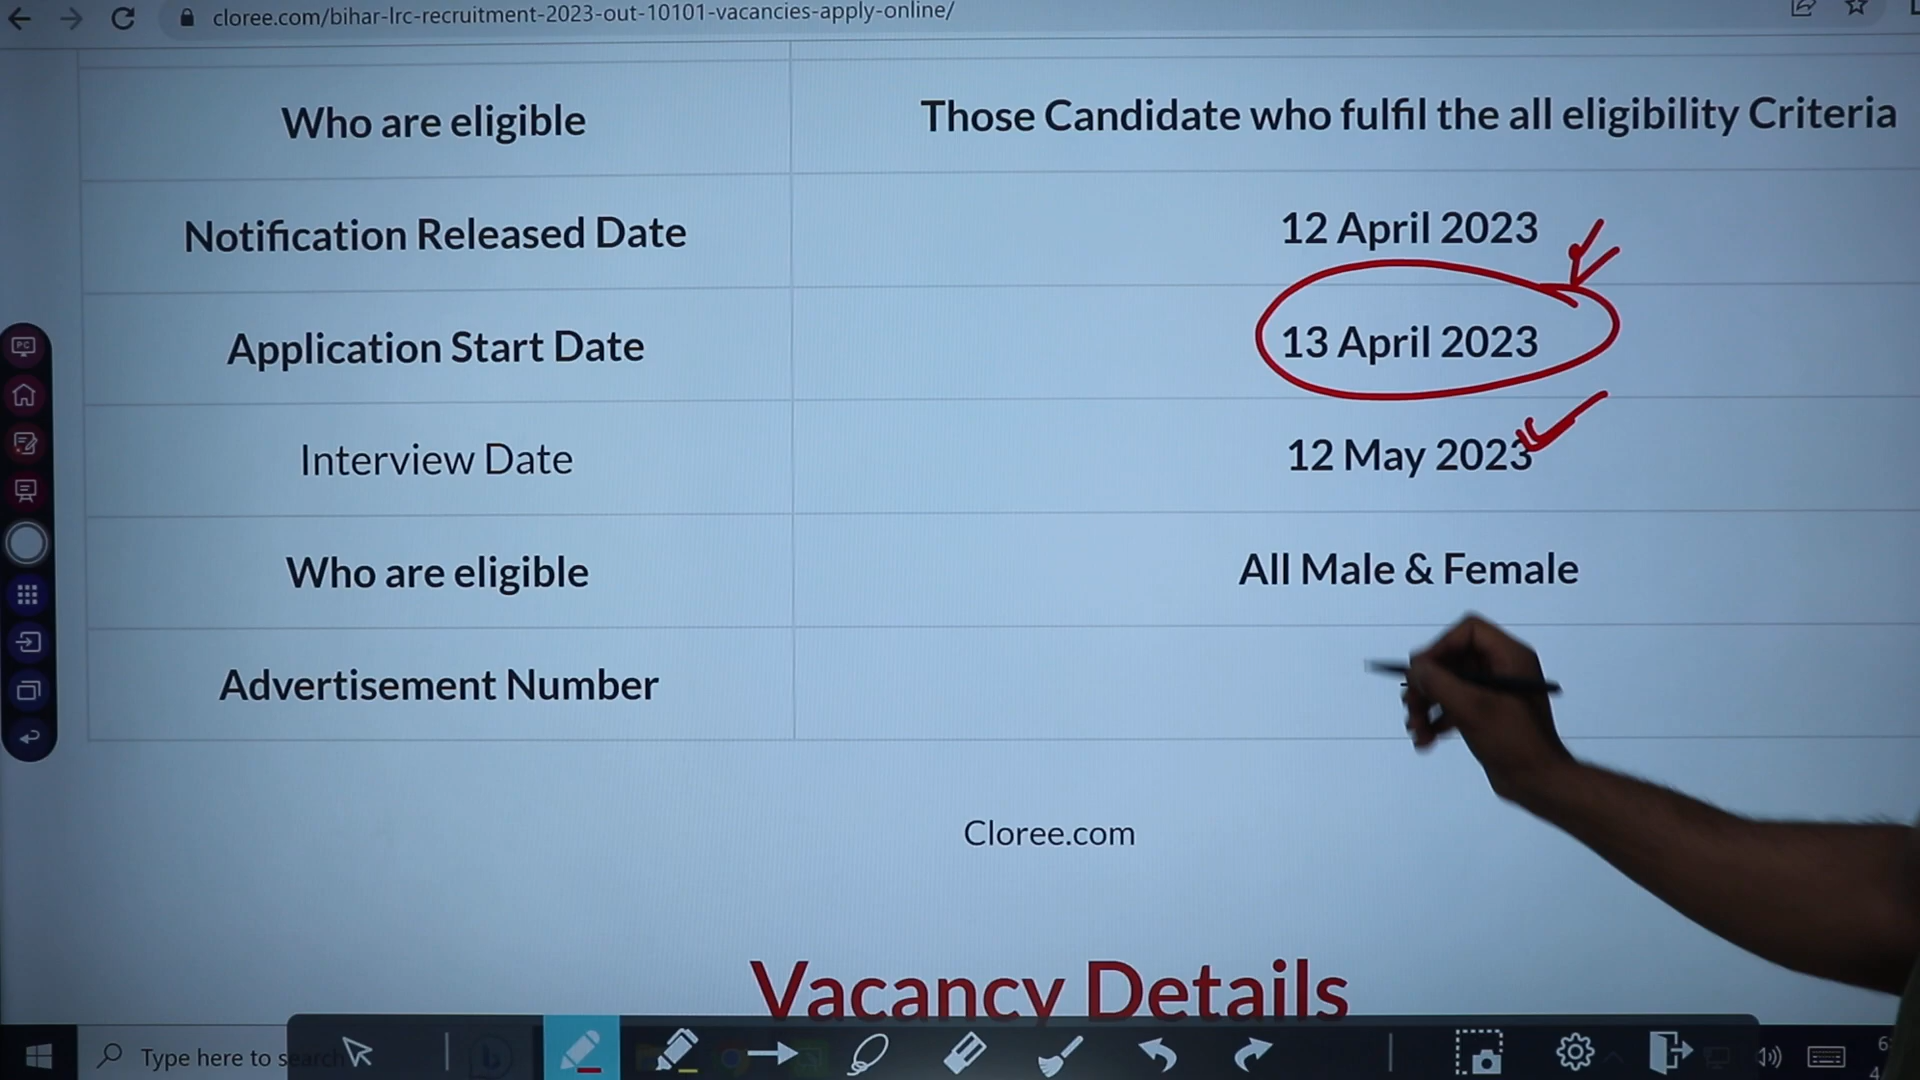 cloree.com/bihar-lrc-recruitment-2023-out-10101-vacancies-apply-online/
Who are eligible
Those Candidate who fulfil the all eligibility Criteria
Notification Released Date
12 April 2023
Application Start Date
13 April 2023
Interview Date
12 May 2023
Who are eligible
All Male & Female
Advertisement Number
Cloree.com
Vacancy Details
PC
Type here to search